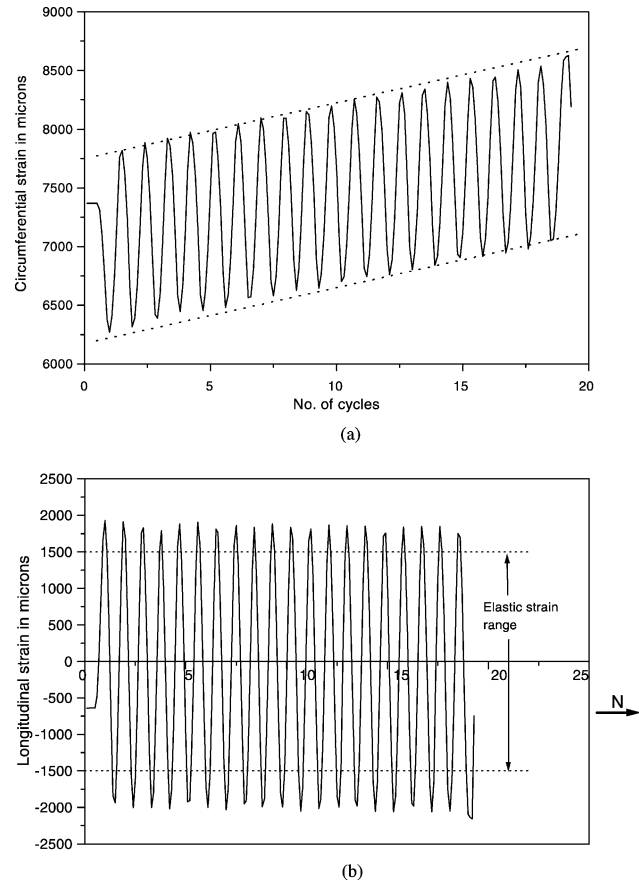 9000
8500
8000
7500
7000
6500
6000
Circumferential strain in microns
0 5 10 15 20
No. of cycles
(a)
2500
2000
1500
1000
500
0
-500
-1000
-1500
-2000
-2500
Longitudinal strain in microns
0 5 10 15 20 25
Elastic strain
range
N
(b)